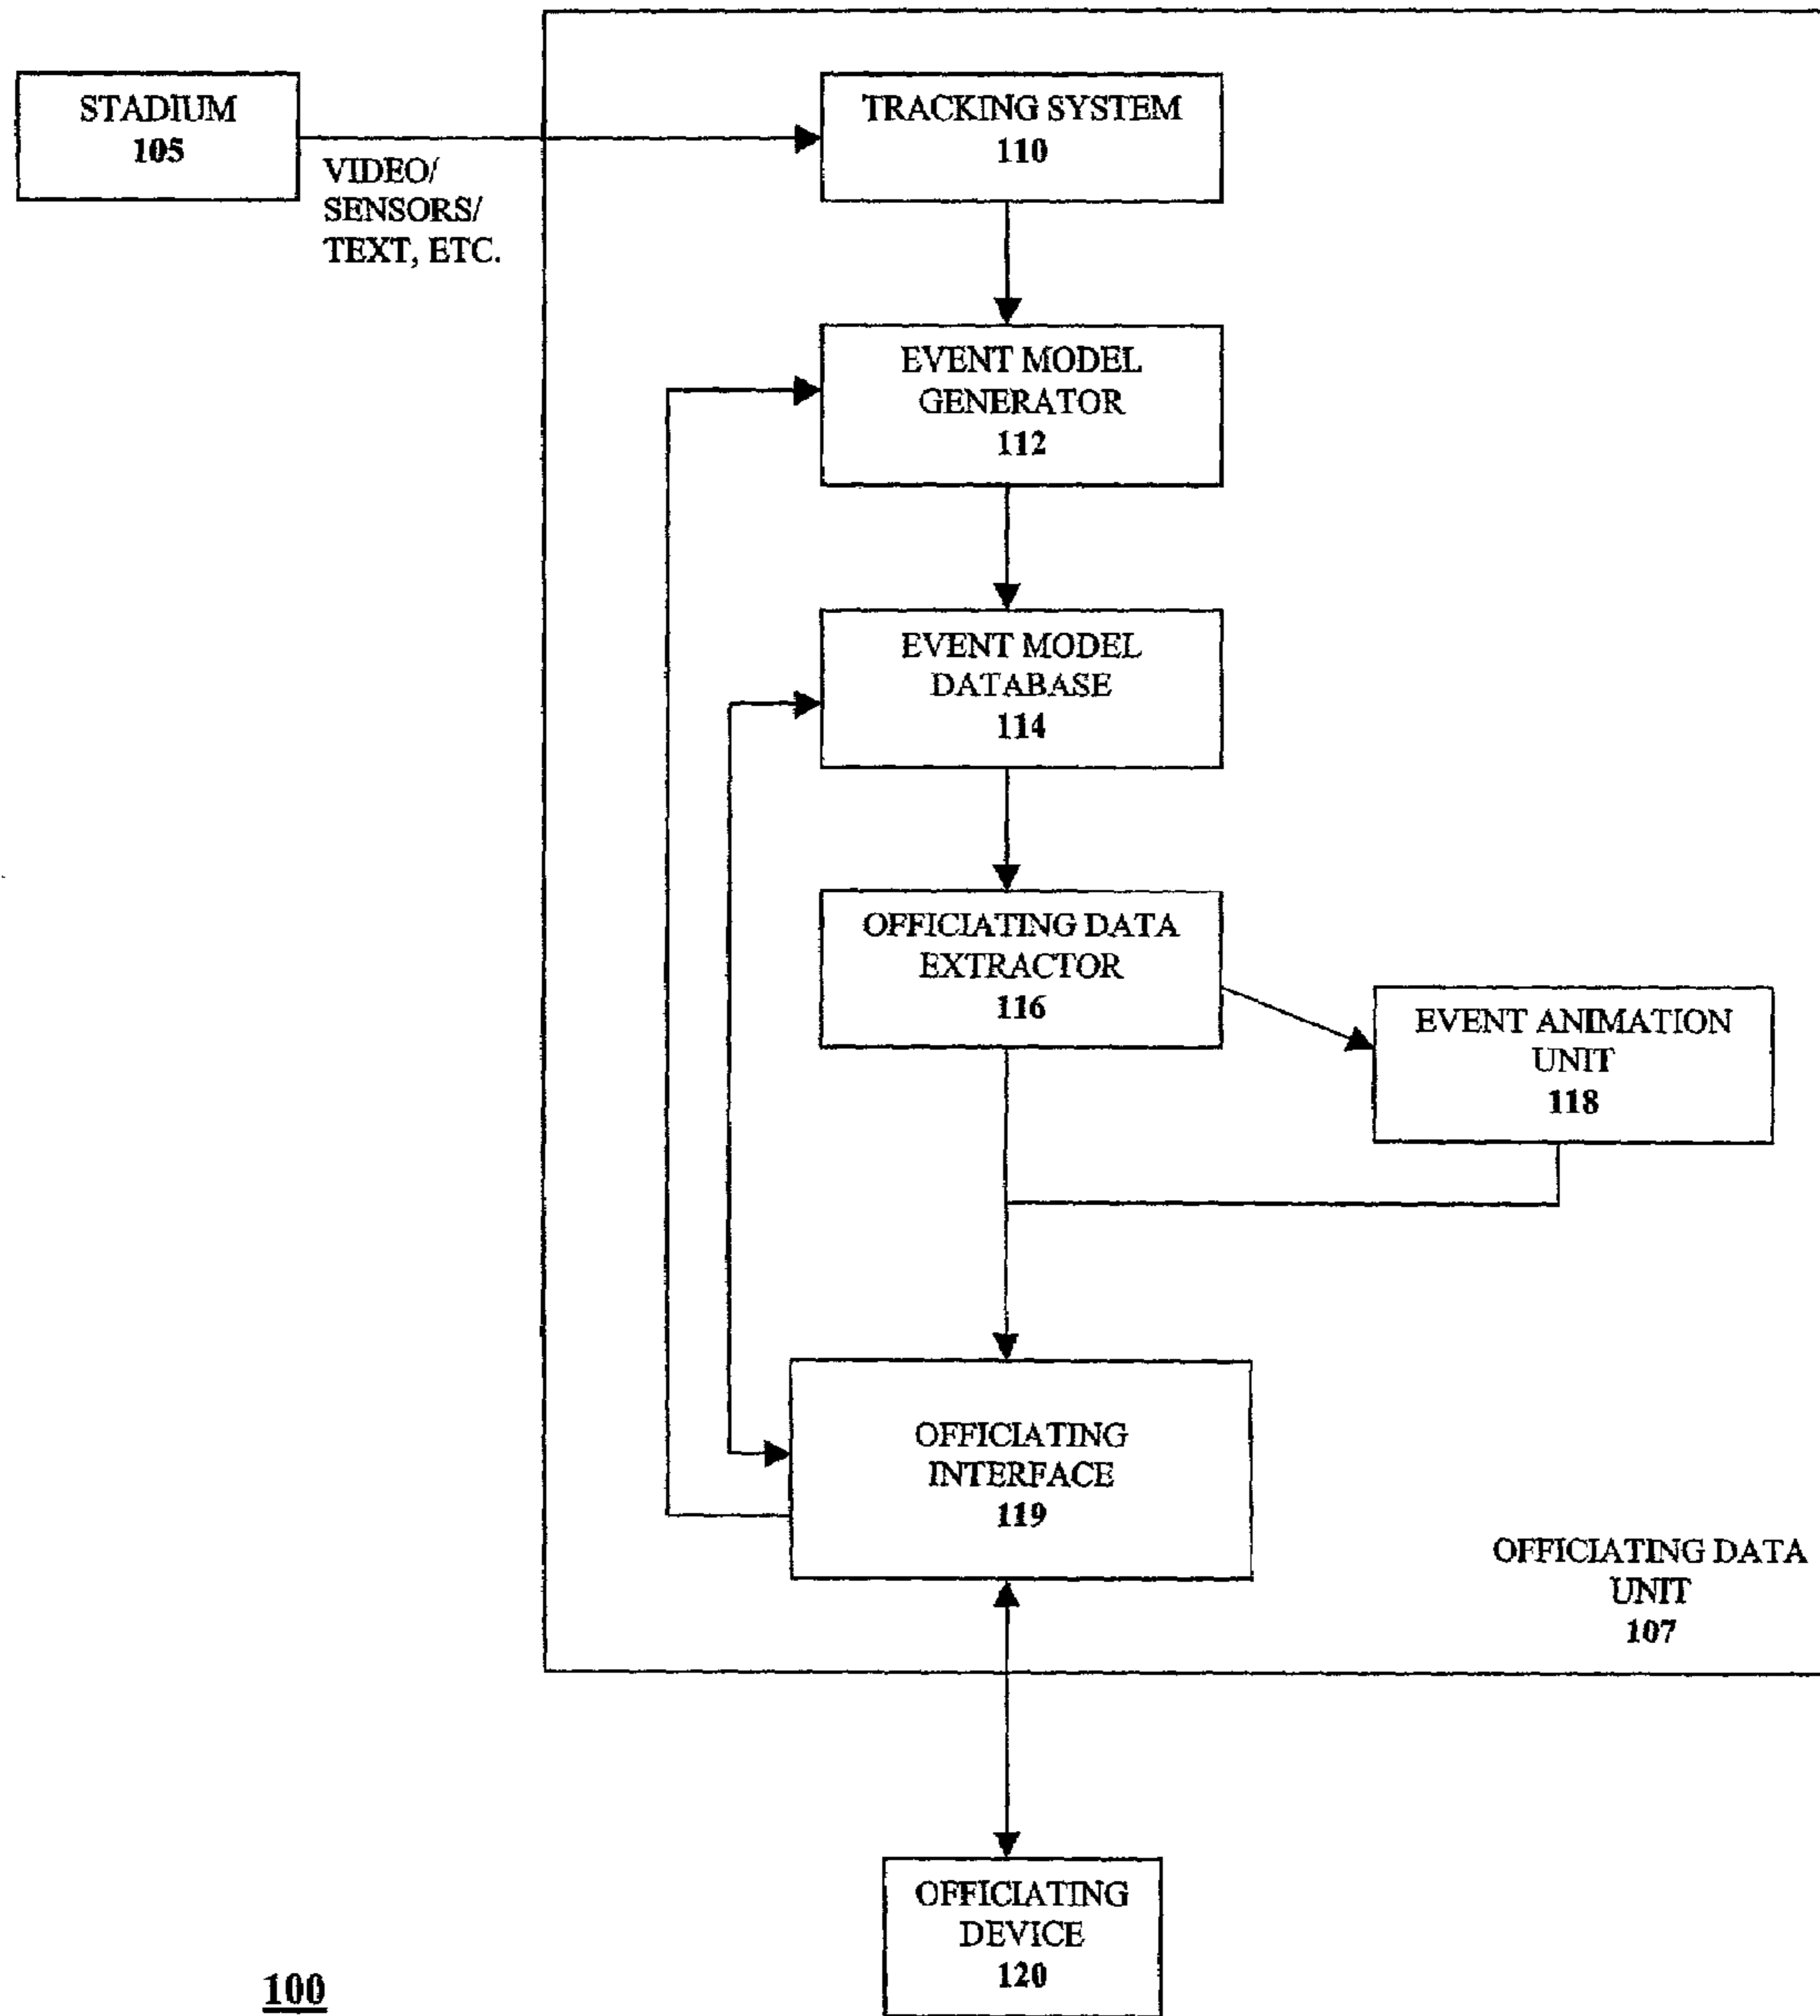 STADIUM
105
VIDEO/
SENSORS/
TEXT, ETC.
TRACKING SYSTEM
110
EVENT MODEL
GENERATOR
112
EVENT MODEL
DATABASE
114
OFFICIATING DATA
EXTRACTOR
116
EVENT ANIMATION
UNIT
118
OFFICIATING
INTERFACE
119
OFFICIATING DATA
UNIT
107
OFFICIATING
DEVICE
120
100